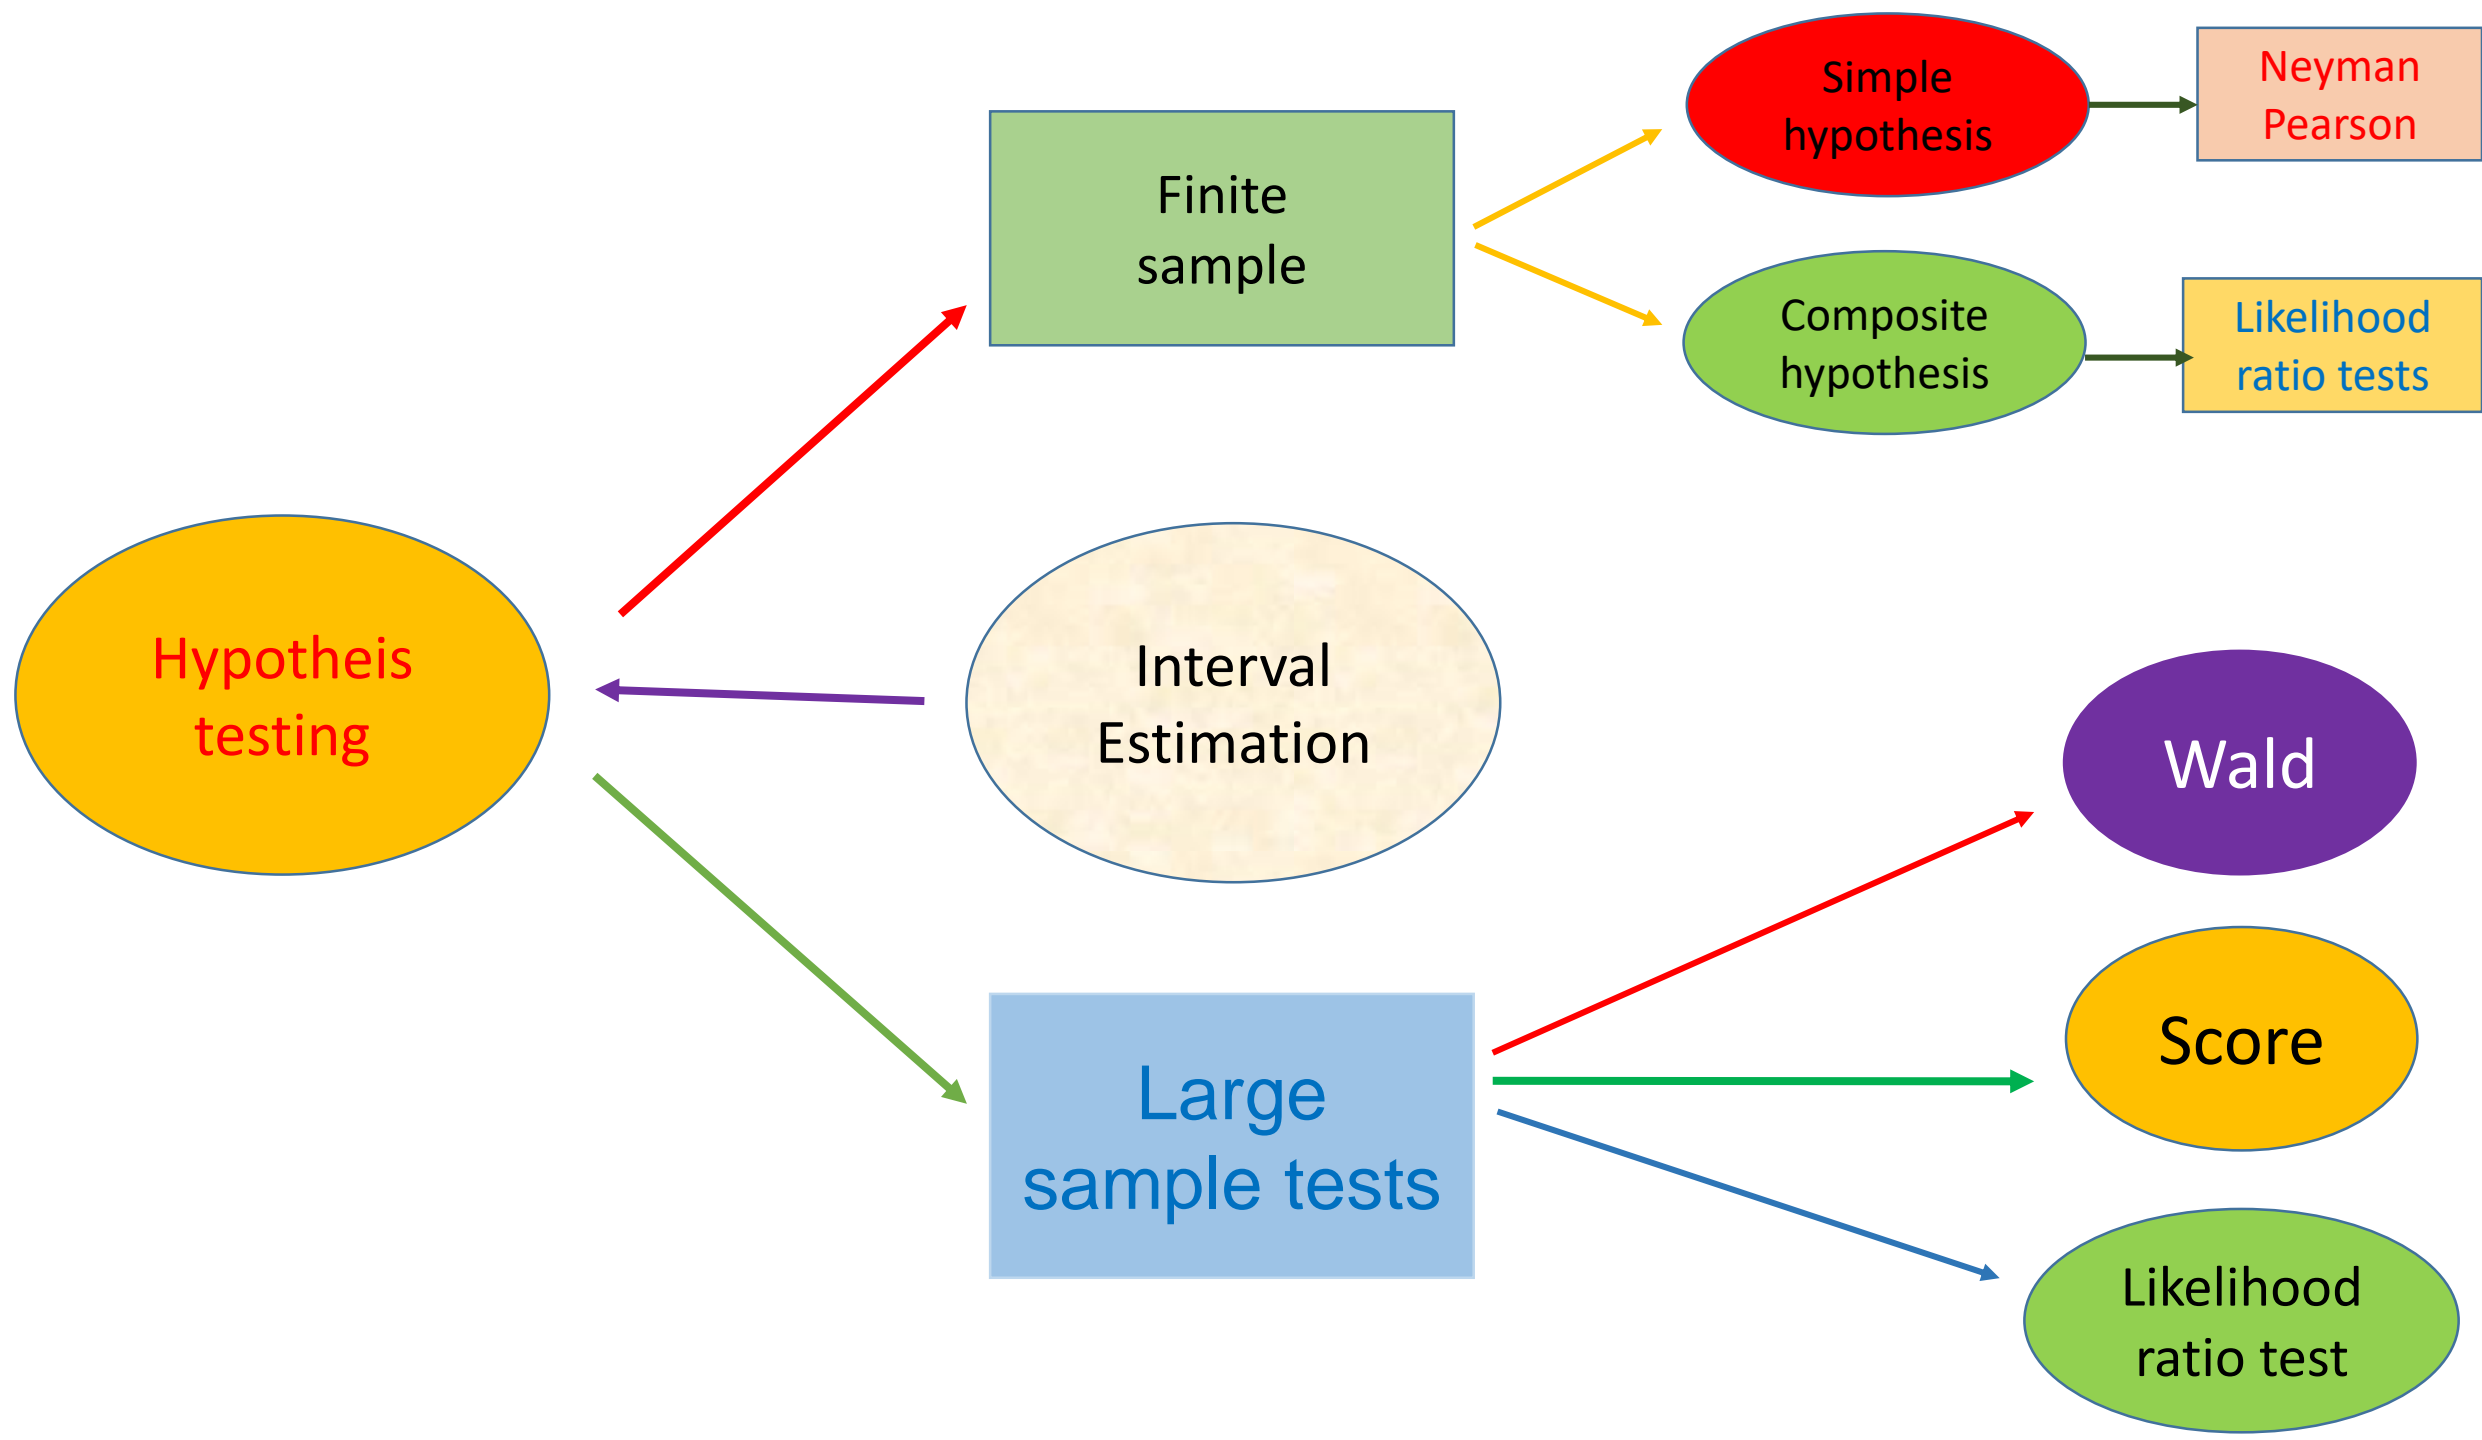 Simple
hypothesis
Neyman
Pearson
Finite
sample
Composite
hypothesis
Likelihood
ratio tests
Hypotheis
testing
Interval
Estimation
Wald
Score
Large
sample tests
Likelihood
ratio test